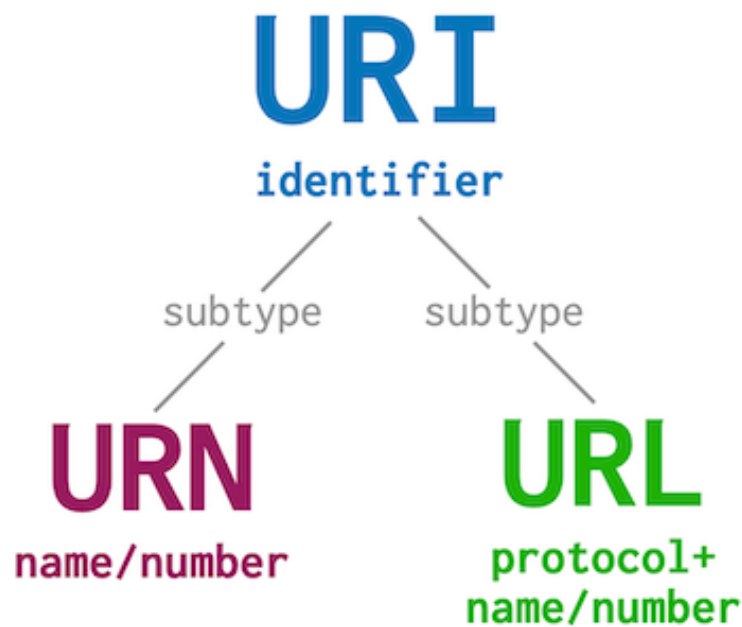 URI
identifier
subtype subtype
URN URL
name/number
protocol+
name/number